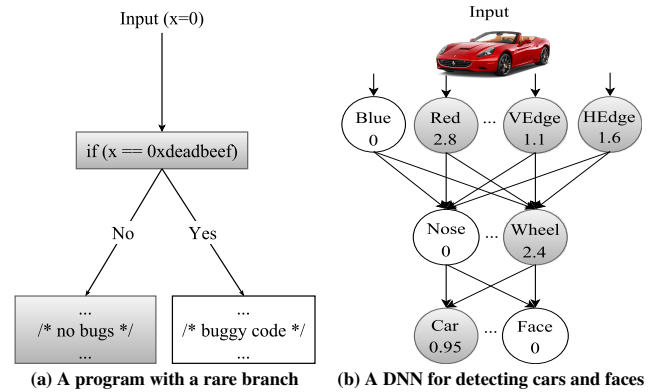 Input (x=0)
if (x == 0xdeadbeef)
No
Yes
...
/* no bugs */
...
...
/* buggy code */
...
(a) A program with a rare branch
Input
Blue
0
Red
2.8
...
VEdge
1.1
HEdge
1.6
Nose
0
...
Wheel
2.4
Car
0.95
...
Face
0
(b) A DNN for detecting cars and faces